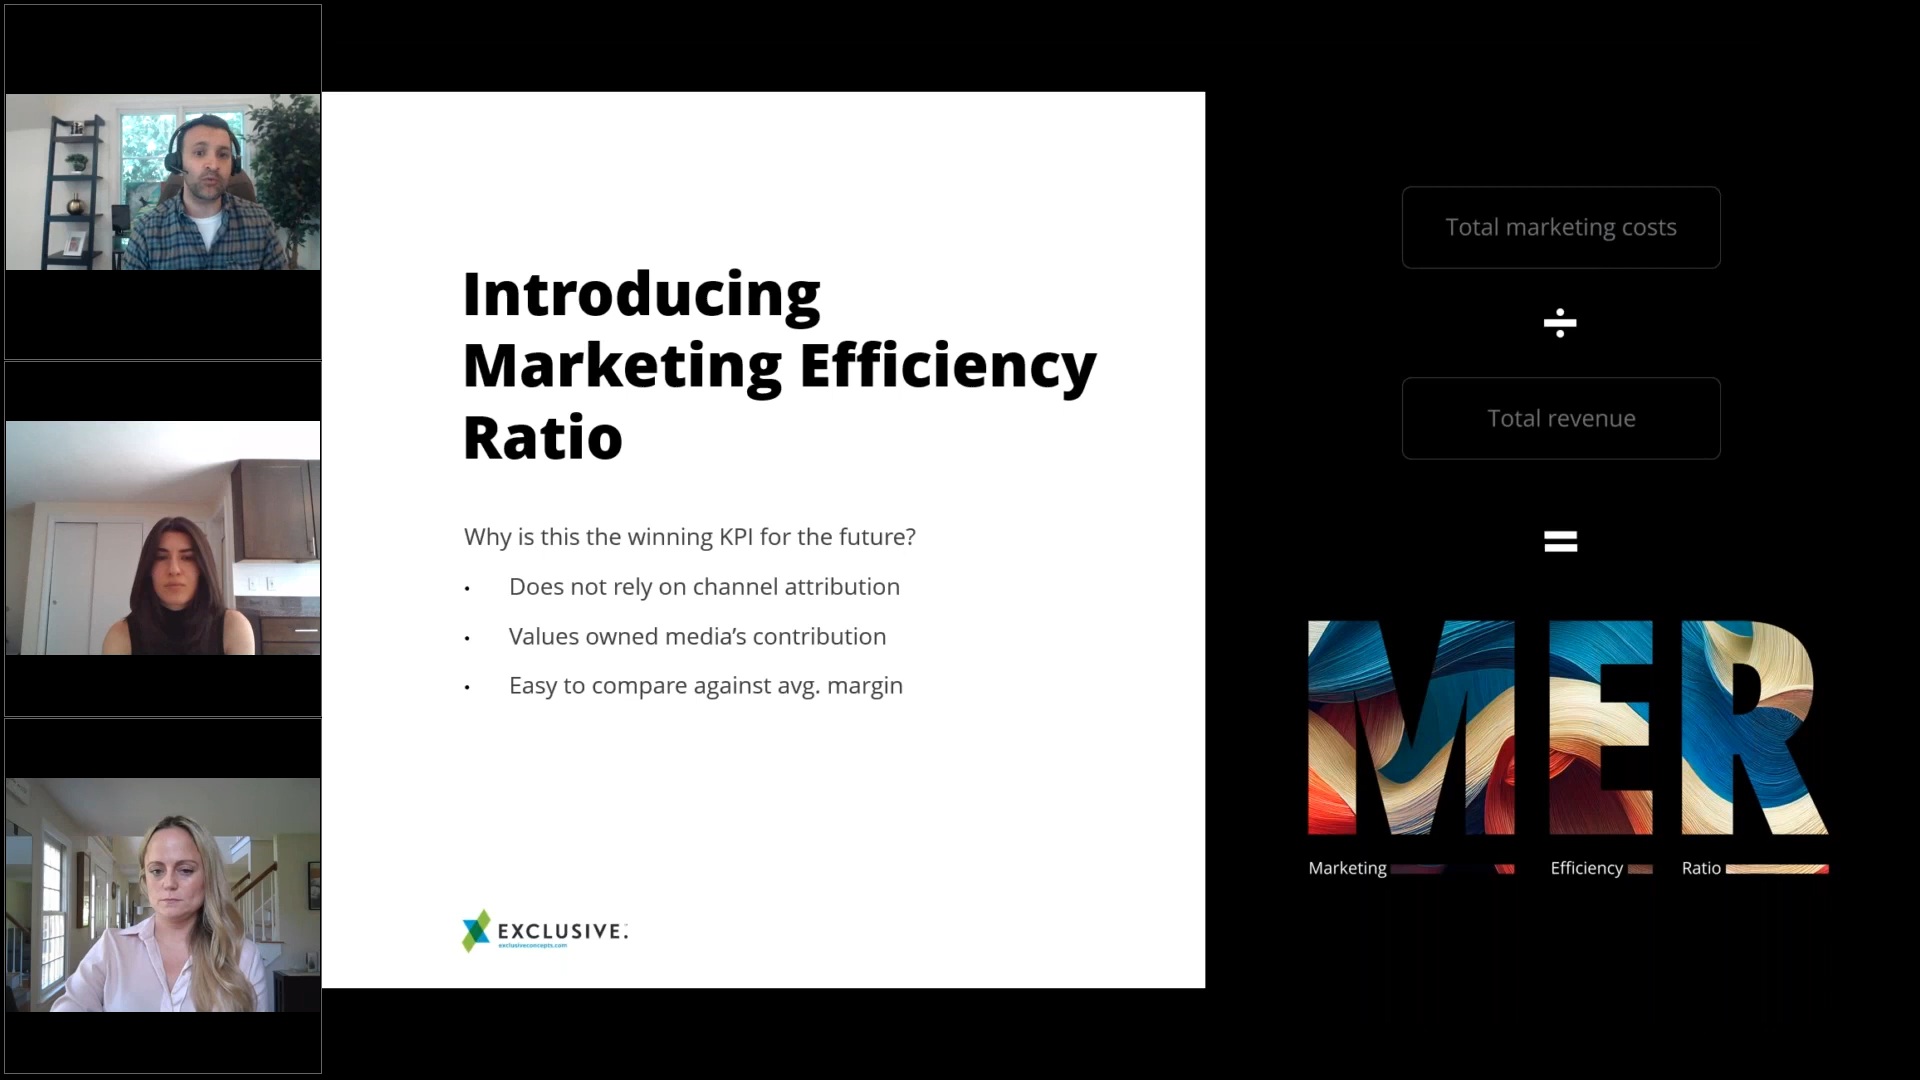 Introducing
Marketing Efficiency
Ratio
Why is this the winning KPI for the future?
• Does not rely on channel attribution
• Values owned media’s contribution
• Easy to compare against avg. margin
EXCLUSIVE.
exclusiveconcepts.com
Total marketing costs
÷
Total revenue
=
MER
Marketing Efficiency Ratio